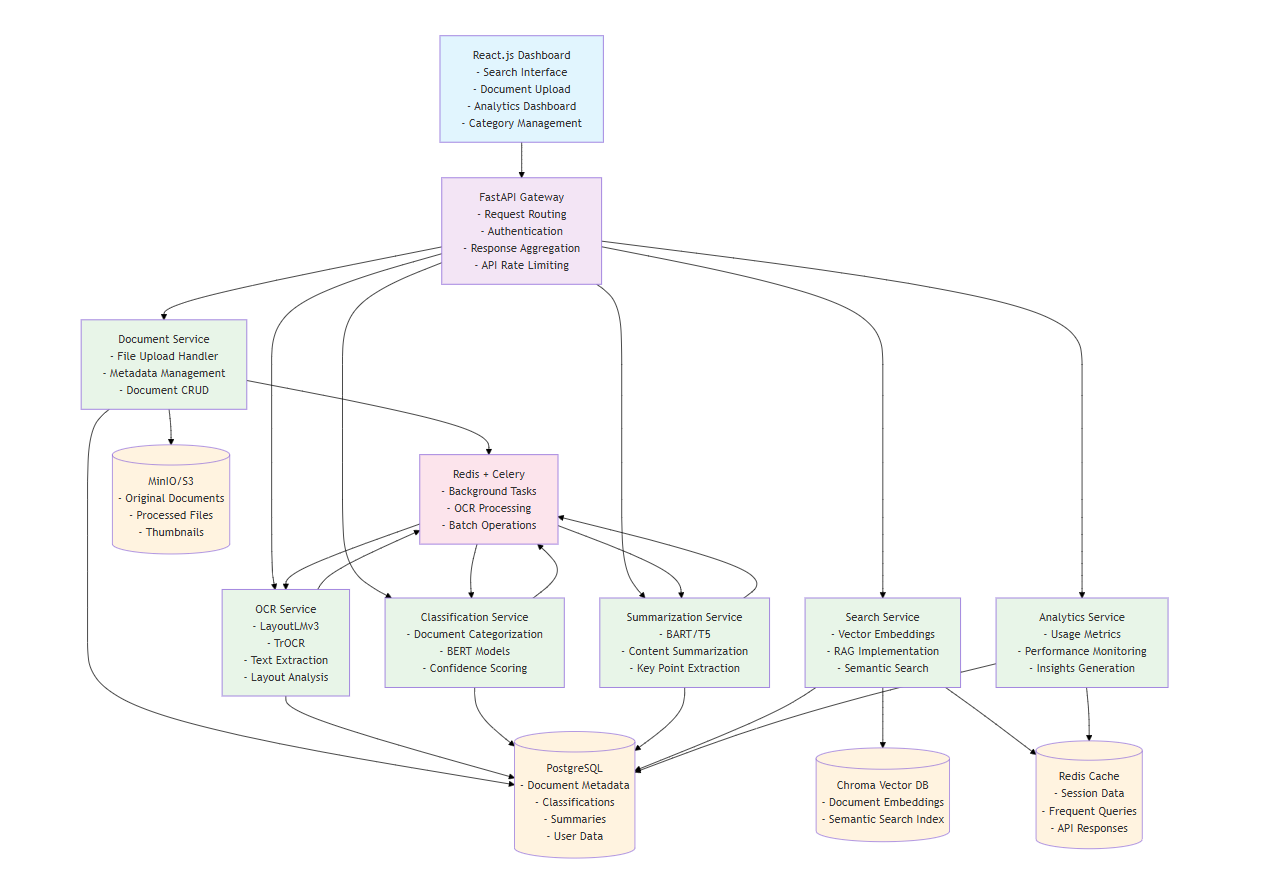 React.js Dashboard
- Search Interface
- Document Upload
- Analytics Dashboard
- Category Management
FastAPI Gateway
- Request Routing
- Authentication
- Response Aggregation
- API Rate Limiting
Document Service
- File Upload Handler
- Metadata Management
- Document CRUD
MinIO/S3
- Original Documents
- Processed Files
- Thumbnails
Redis + Celery
- Background Tasks
- OCR Processing
- Batch Operations
OCR Service
- LayoutLMv3
- TrOCR
- Text Extraction
- Layout Analysis
Classification Service
- Document Categorization
- BERT Models
- Confidence Scoring
Summarization Service
- BART/T5
- Content Summarization
- Key Point Extraction
Search Service
- Vector Embeddings
- RAG Implementation
- Semantic Search
Analytics Service
- Usage Metrics
- Performance Monitoring
- Insights Generation
PostgreSQL
- Document Metadata
- Classifications
- Summaries
- User Data
Chroma Vector DB
- Document Embeddings
- Semantic Search Index
Redis Cache
- Session Data
- Frequent Queries
- API Responses